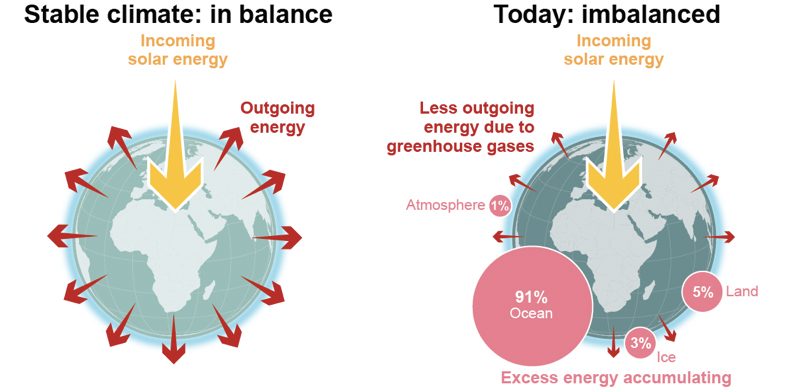 Stable climate: in balance
Incoming
solar energy
Outgoing
energy
Today: imbalanced
Incoming
solar energy
Less outgoing
energy due to
greenhouse gases
Atmosphere 1%
91%
Ocean
5% Land
3%
Ice
Excess energy accumulating